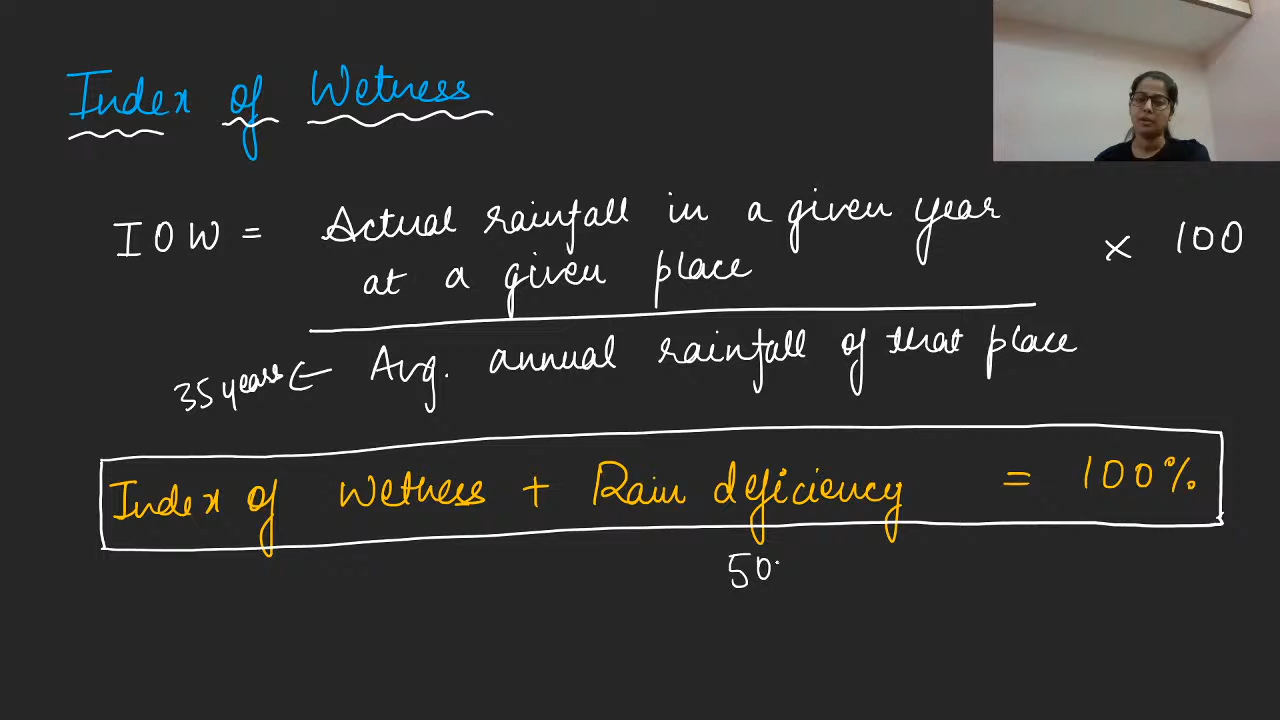 Index of Wetness
IOW = Actual rainfall in a given year
at a given place
× 100
35 years ← Avg. annual rainfall of that place
Index of Wetness + Rain deficiency = 100%
50